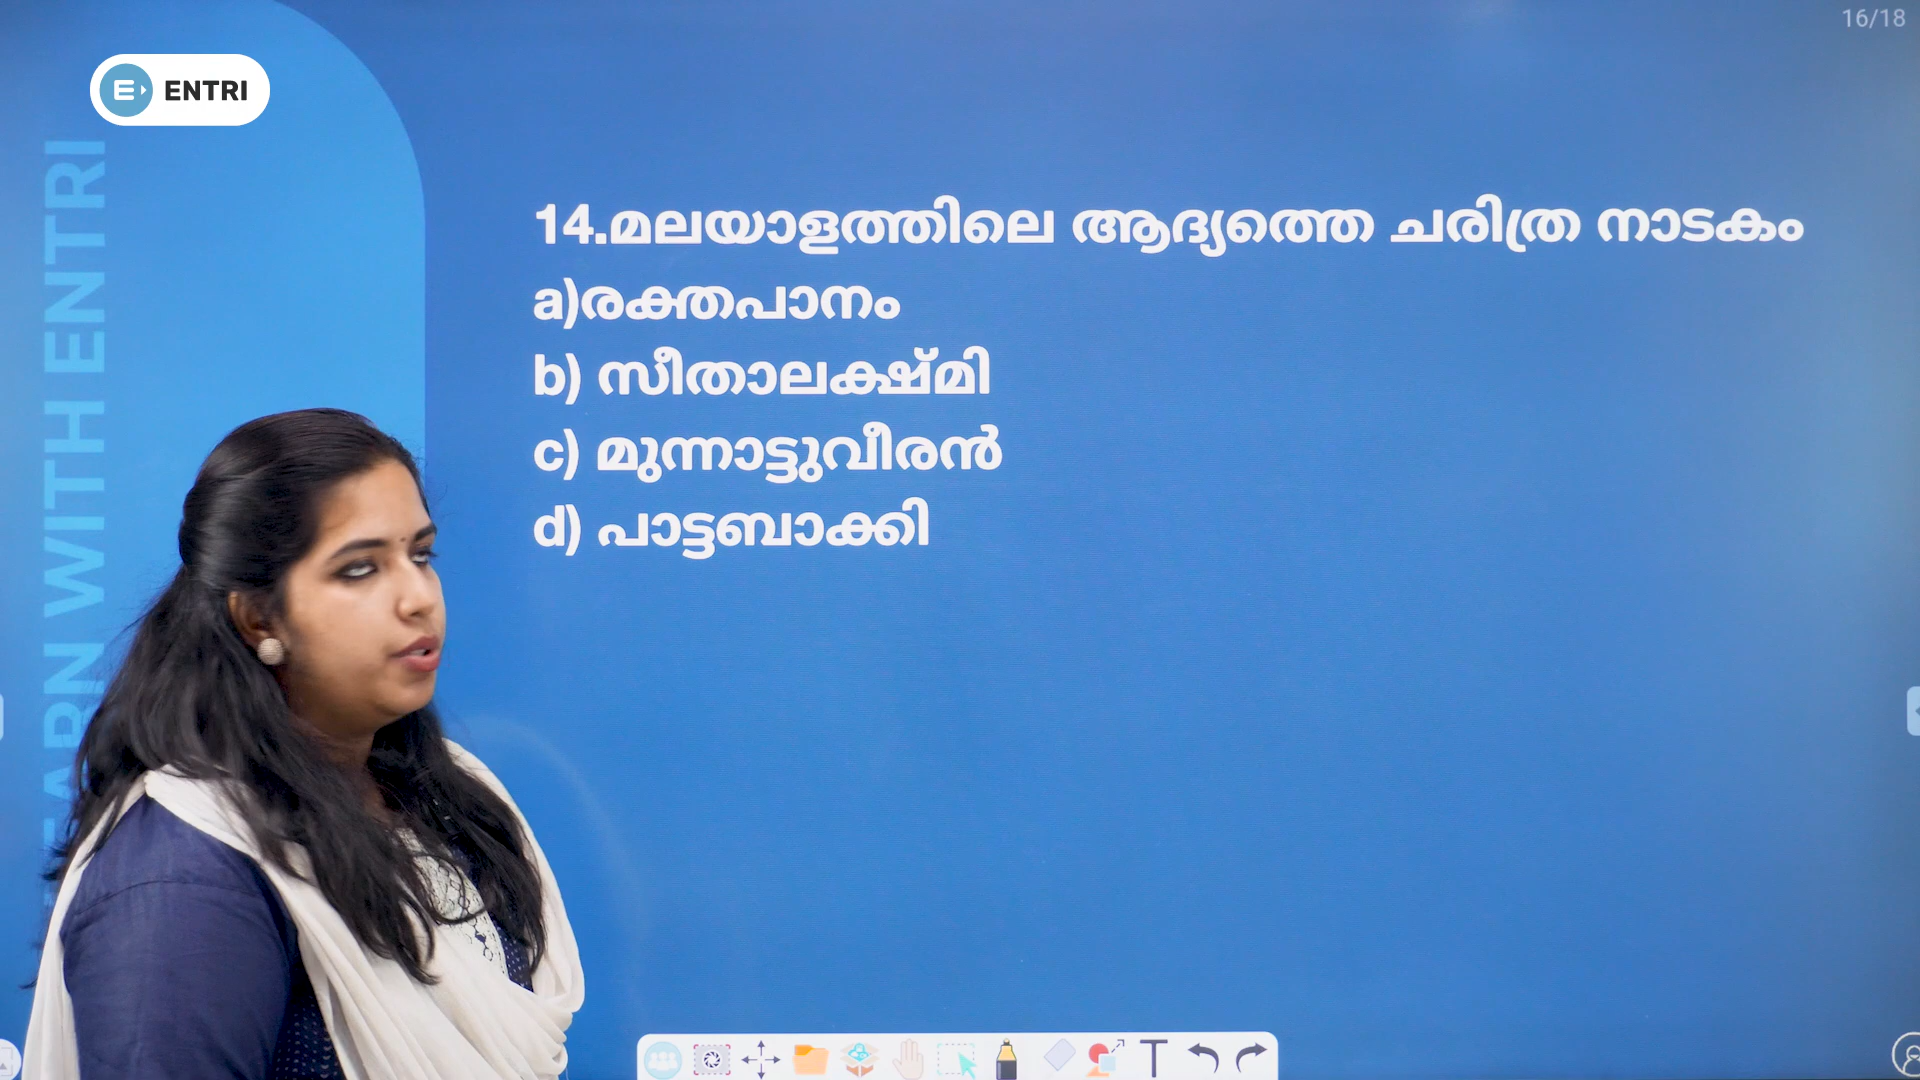 16/18
ENTRI
LEARN WITH ENTRI
14.മലയാളത്തിലെ ആദ്യത്തെ ചരിത്ര നാടകം
a)രക്തപാനം
b) സീതാലക്ഷ്മി
c) മുന്നാട്ടുവീരൻ
d) പാട്ടബാക്കി
T